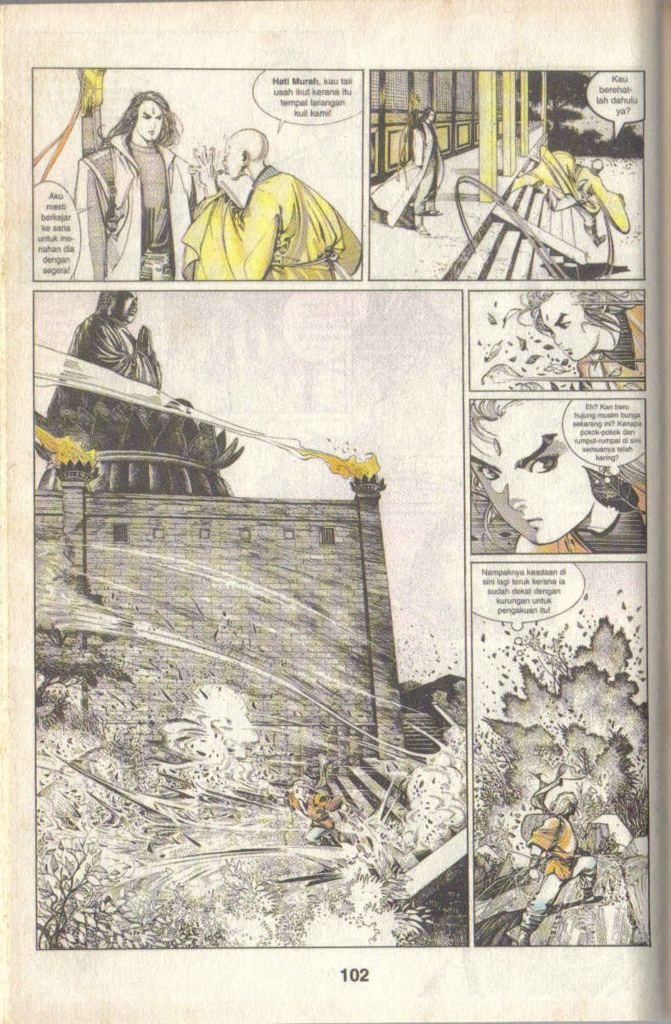 Hati Murah, kau tak
usah ikut kerana itu
tempat larangan
kuil kami!
Aku
mesti
berkejar
ke sana
untuk me-
nahan dia
dengan
segera!
Kau
berehat-
lah dahulu
ya?
Eh? Kan baru
hujung musim bunga
sekarang ini? Kenapa
pokok-pokok dan
rumput-rumpai di sini
semuanya telah
kering?
Nampaknya keadaan di
sini lagi teruk kerana ia
sudah dekat dengan
kurungan untuk
pengakuan itu!
102